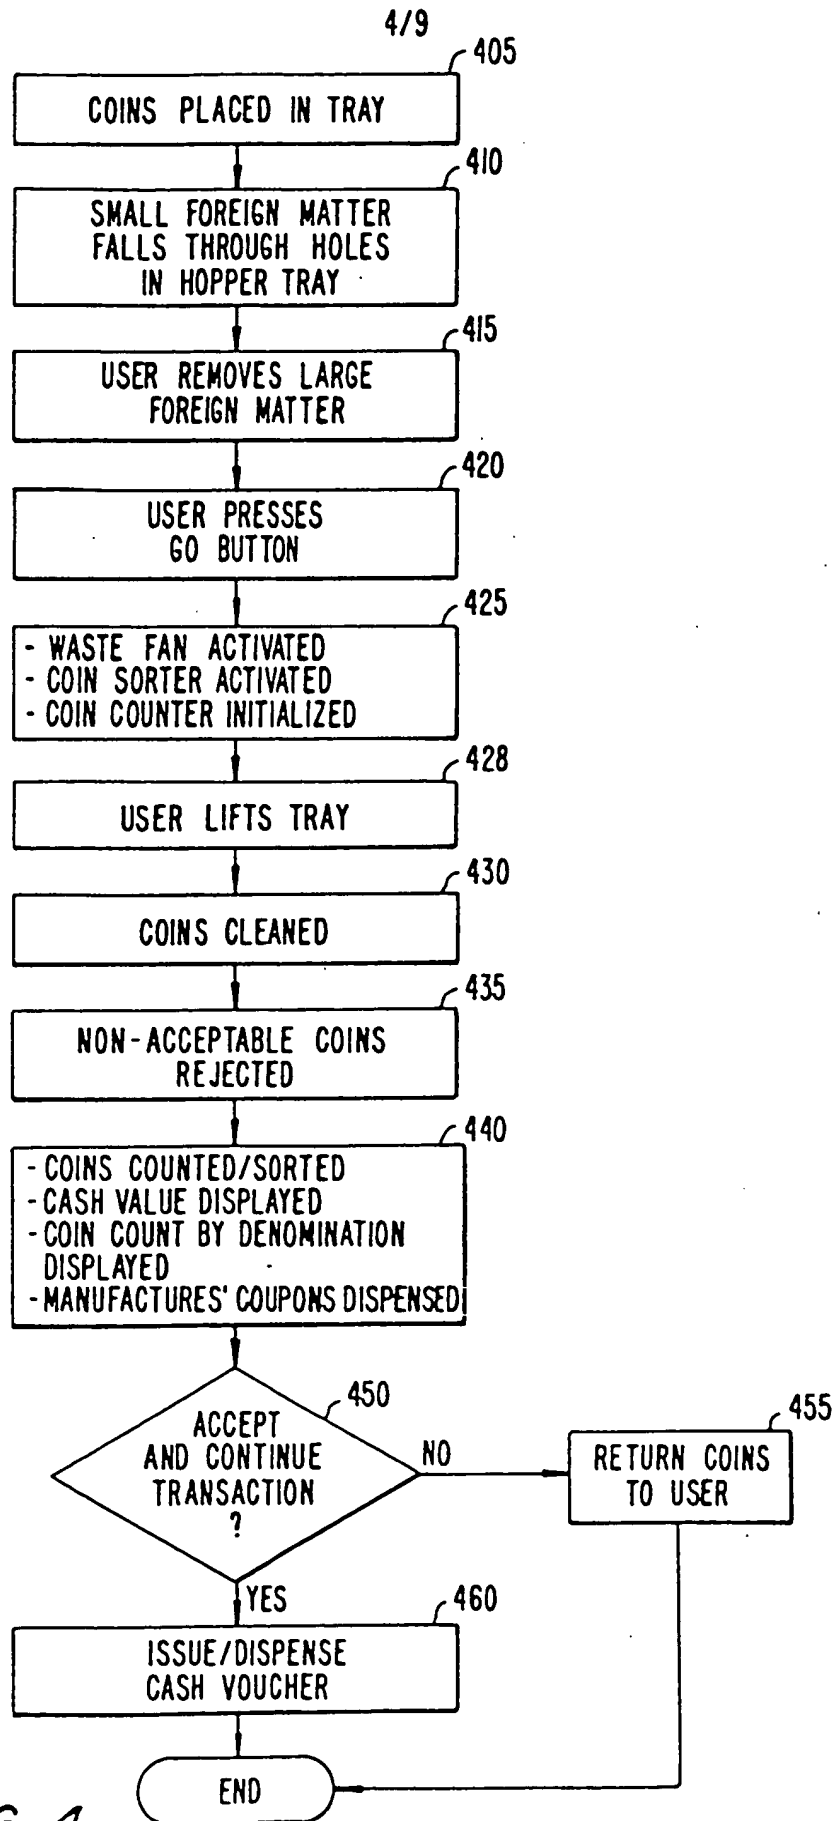 4/9
405
COINS PLACED IN TRAY
410
SMALL FOREIGN MATTER
FALLS THROUGH HOLES
IN HOPPER TRAY
415
USER REMOVES LARGE
FOREIGN MATTER
420
USER PRESSES
GO BUTTON
425
- WASTE FAN ACTIVATED
- COIN SORTER ACTIVATED
- COIN COUNTER INITIALIZED
428
USER LIFTS TRAY
430
COINS CLEANED
435
NON-ACCEPTABLE COINS
REJECTED
440
- COINS COUNTED/SORTED
- CASH VALUE DISPLAYED
- COIN COUNT BY DENOMINATION
DISPLAYED
- MANUFACTURES' COUPONS DISPENSED
450
ACCEPT
AND CONTINUE
TRANSACTION
?
NO
455
RETURN COINS
TO USER
YES
460
ISSUE/DISPENSE
CASH VOUCHER
END